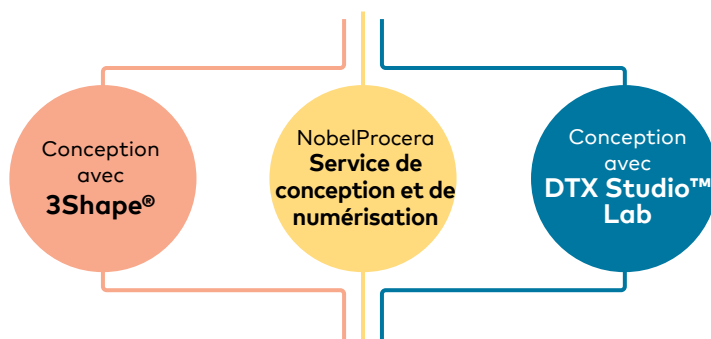 Conception
avec
3Shape®
NobelProcera
Service de
conception et de
numérisation
Conception
avec
DTX Studio™
Lab